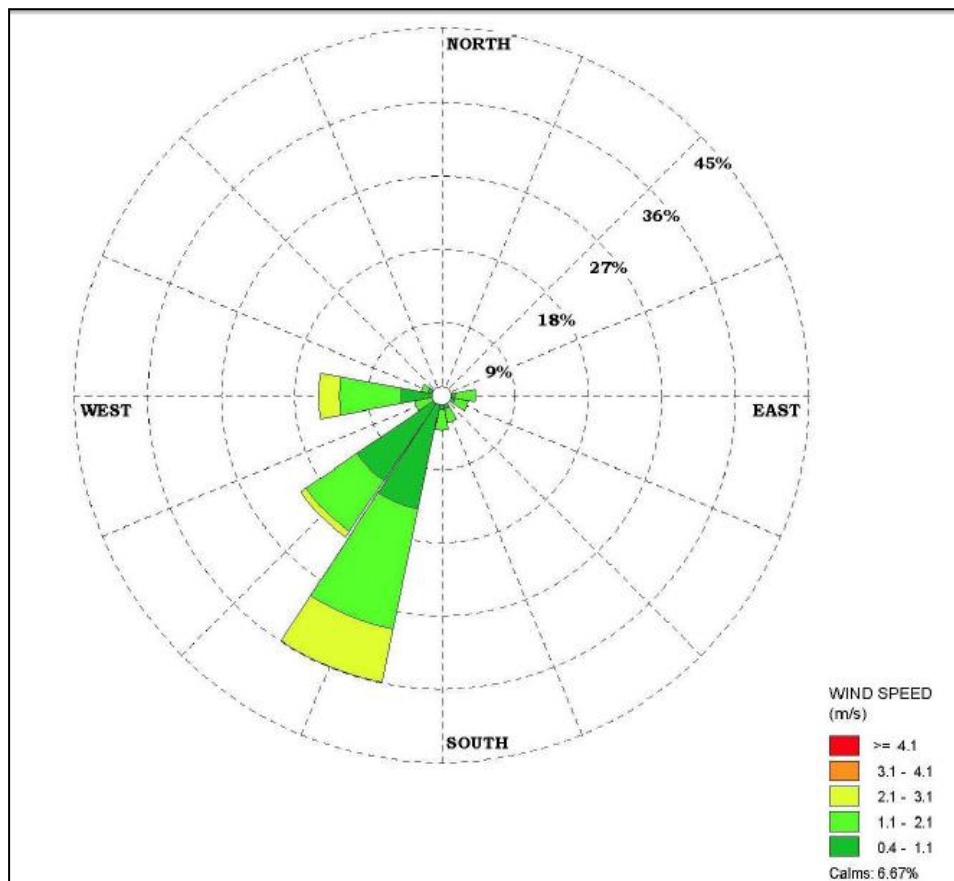 NORTH
45%
36%
27%
18%
9%
WEST
EAST
SOUTH
WIND SPEED
(m/s)
>= 4.1
3.1 - 4.1
2.1 - 3.1
1.1 - 2.1
0.4 - 1.1
Calms: 6.67%